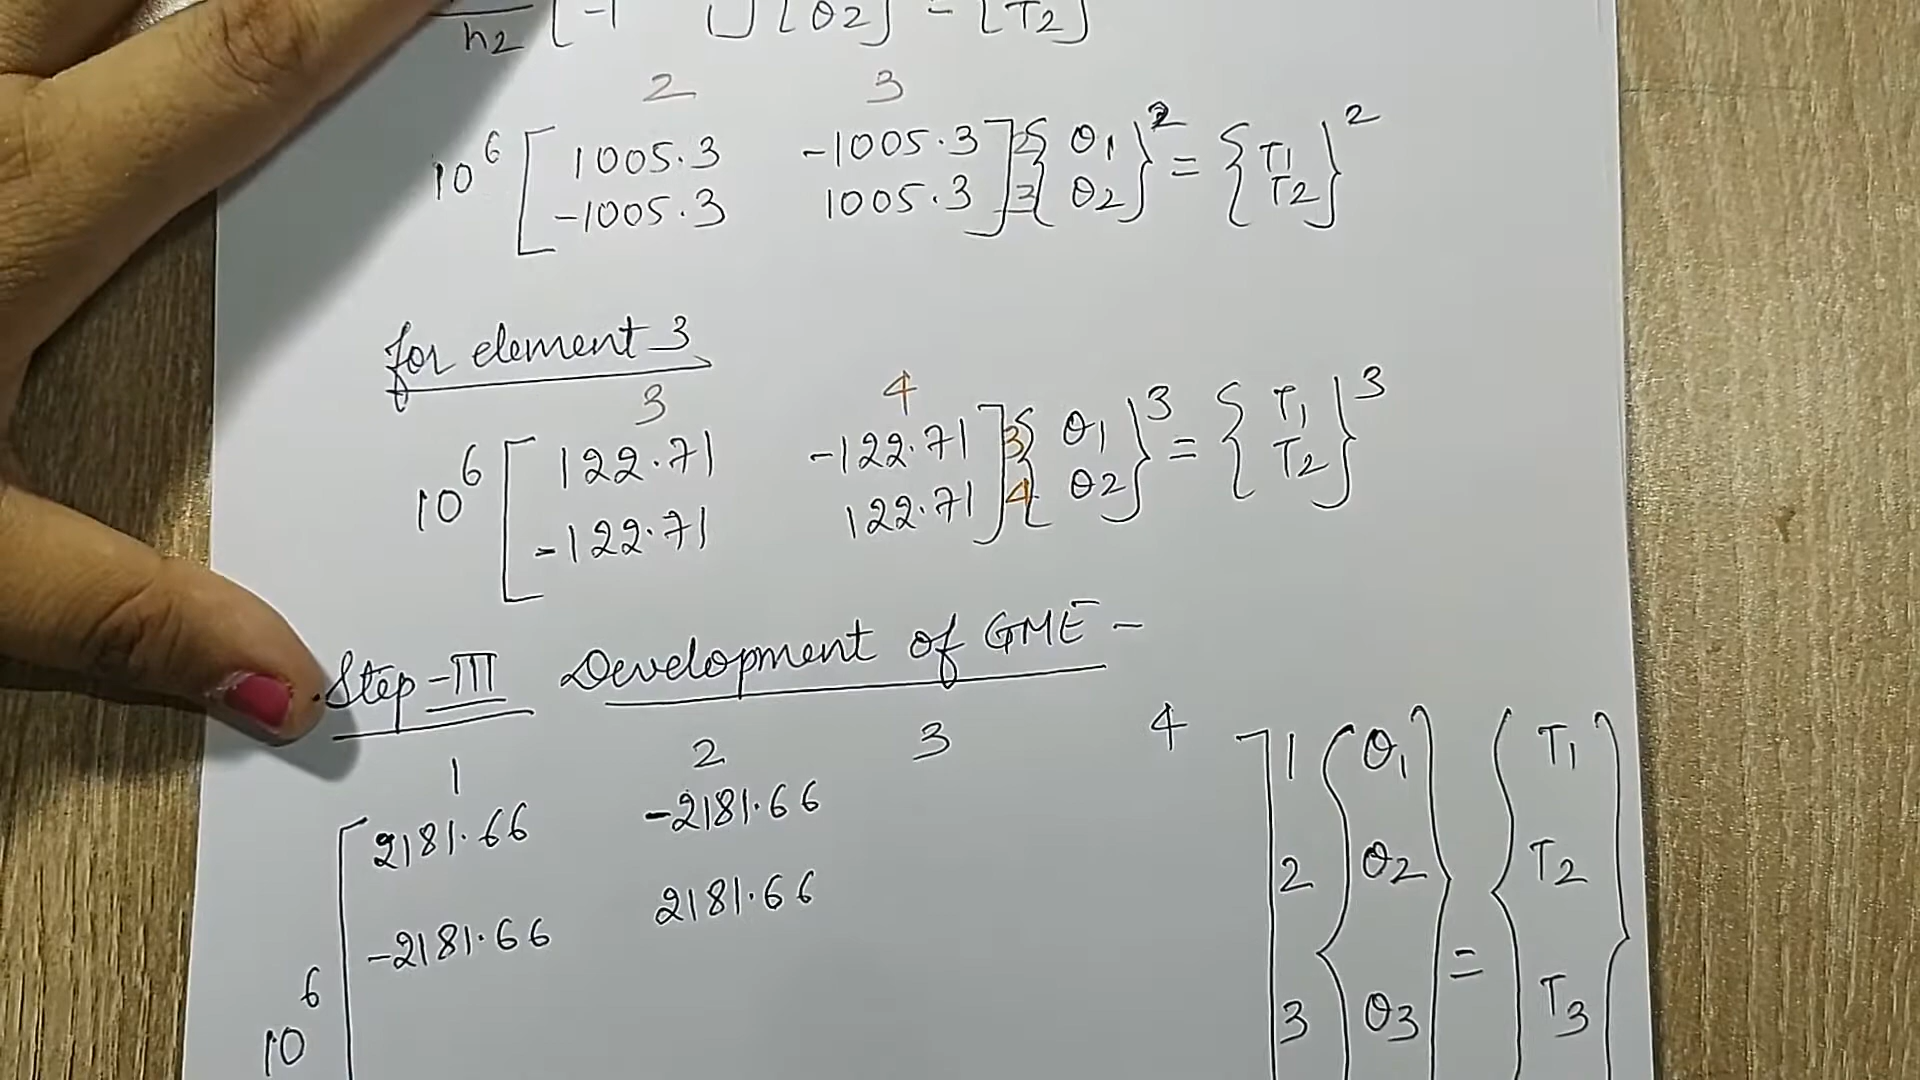 h2 [-1 ] [θ2] = [T2]
2 3
10^6 [1005.3 -1005.3] 2 {θ1}^2 = {T1}^2
[-1005.3 1005.3] 3 {θ2} {T2}
for element 3
3 4
10^6 [122.71 -122.71] 3 {θ1}^3 = {T1}^3
[-122.71 122.71] 4 {θ2} {T2}
Step-III Development of GME -
1 2 3 4
[2181.66 -2181.66 ] 1 {θ1} {T1}
-2181.66 2181.66 2 θ2 = T2
10^6 3 θ3 T3